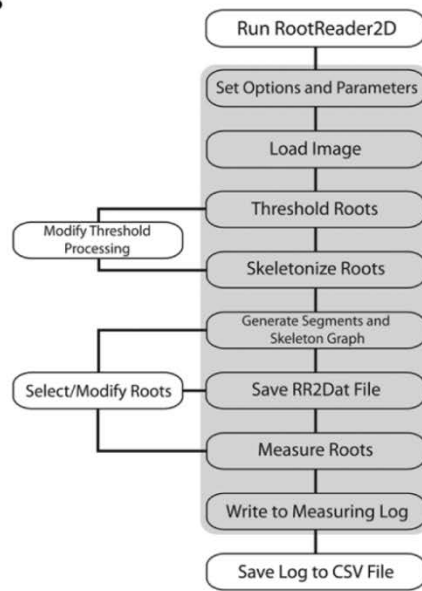 Run RootReader2D
Set Options and Parameters
Load Image
Threshold Roots
Modify Threshold
Processing
Skeletonize Roots
Generate Segments and
Skeleton Graph
Select/Modify Roots
Save RR2Dat File
Measure Roots
Write to Measuring Log
Save Log to CSV File